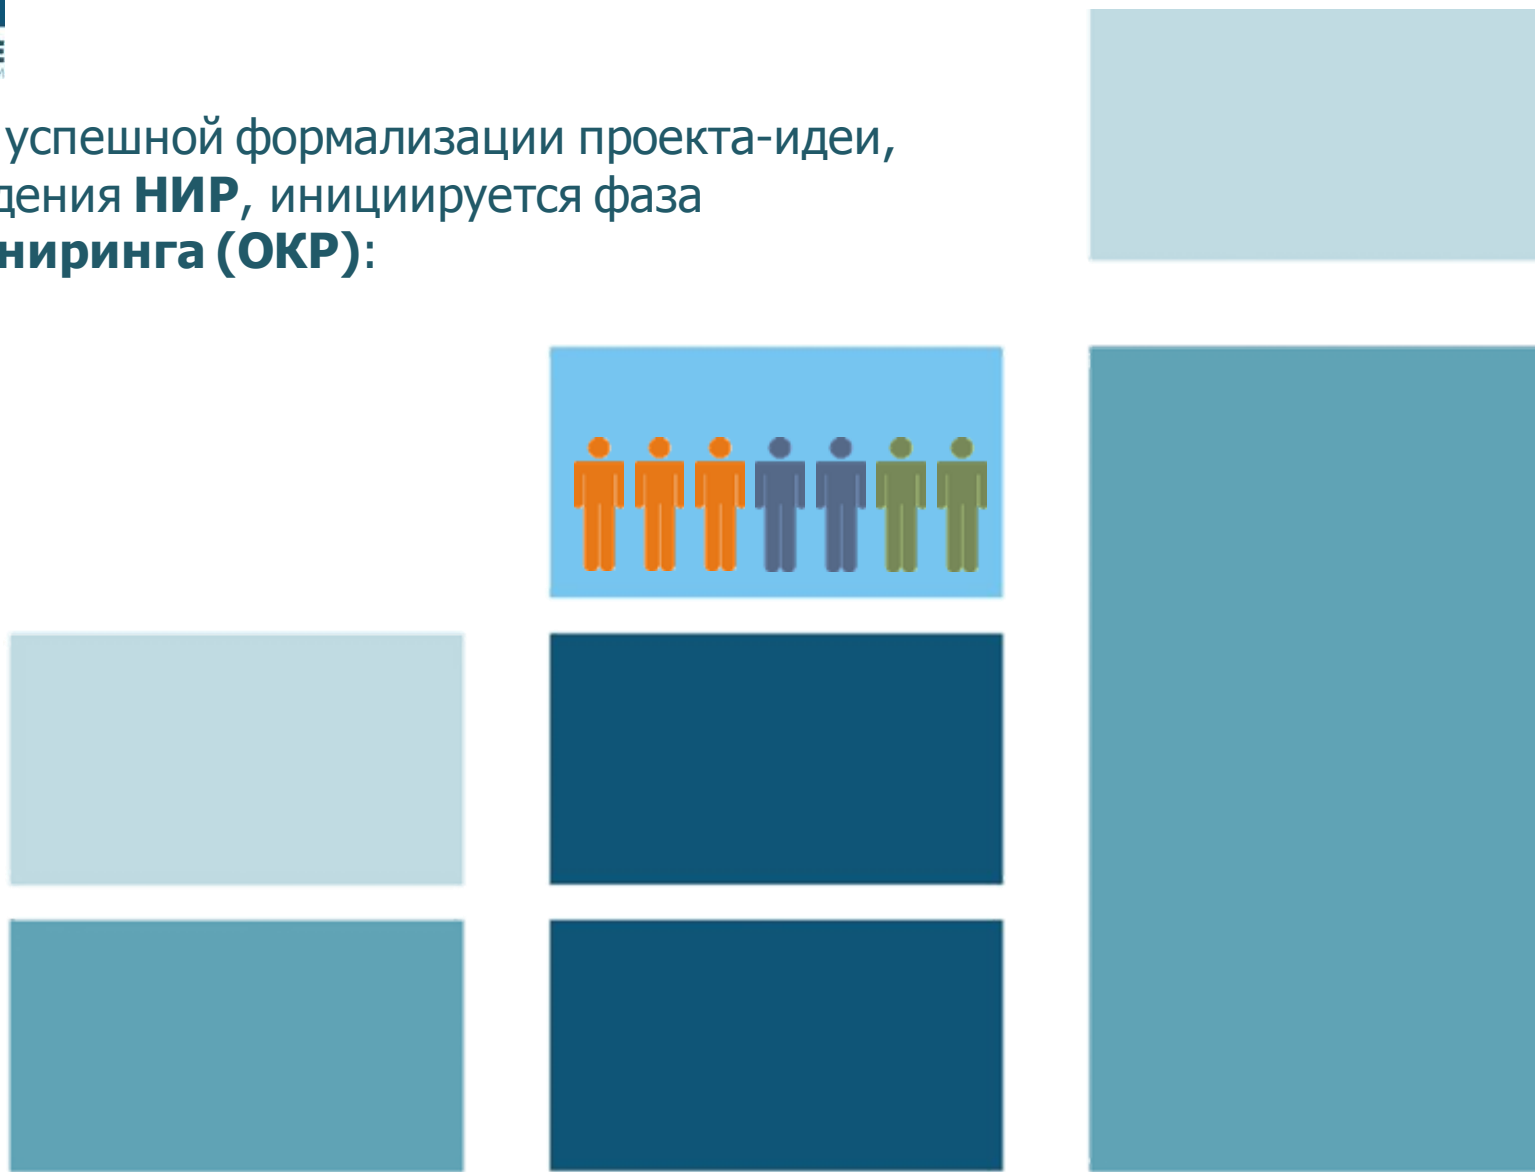 успешной формализации проекта-идеи,
дения НИР, инициируется фаза
ниринга (ОКР):